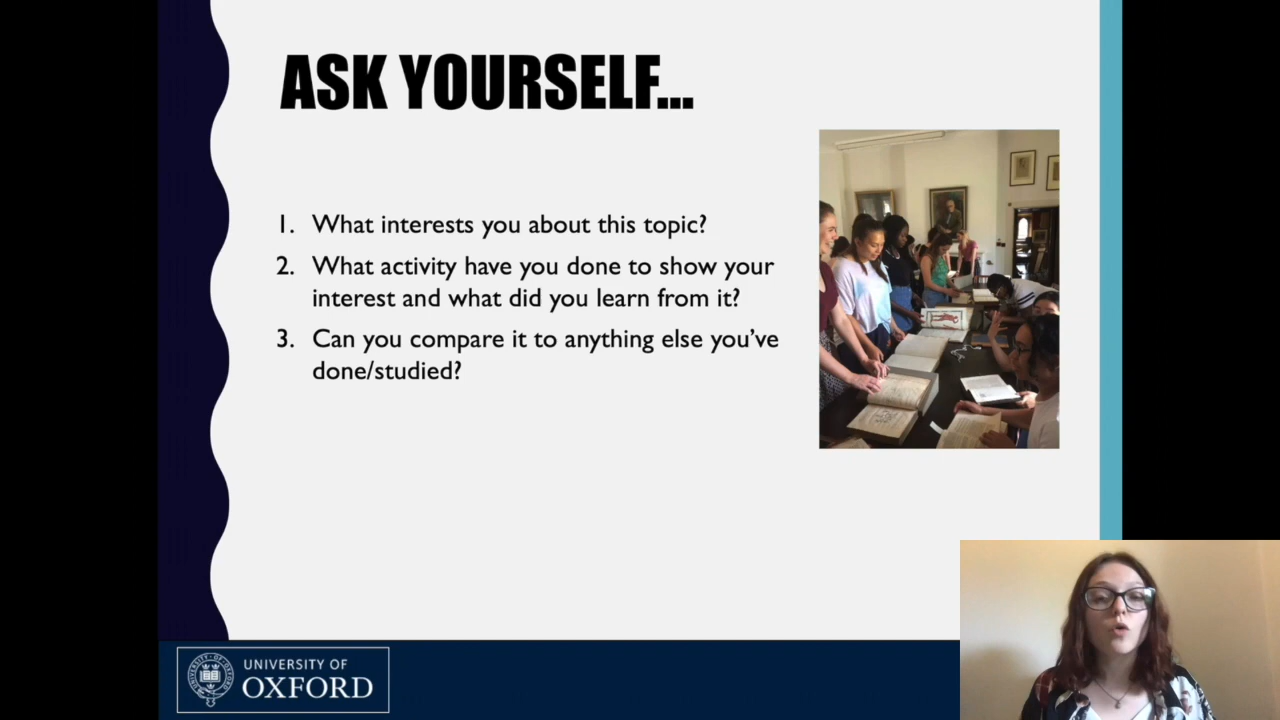 ASK YOURSELF...
1. What interests you about this topic?
2. What activity have you done to show your
interest and what did you learn from it?
3. Can you compare it to anything else you've
done/studied?
UNIVERSITY OF
OXFORD